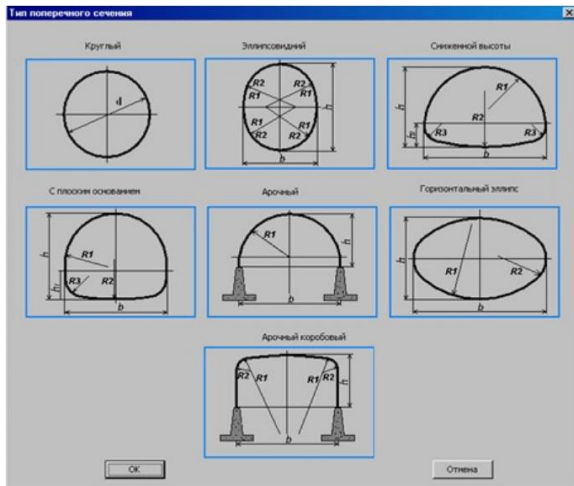 Тип поперечного сечения
Круглый
Эллипсовидний
Сниженной высоты
d
R2 R2
R1 R1
R1 R1
R2 R2
h
b
R1
R2
R3 R3
h
b
С плоским основанием
Арочный
Горизонтальный эллипс
h
R1
R3 R2
b
R1
h
b
h
R1 R2
b
Арочный коробовый
R2 R1 R1 R2
h
b
OK
Отмена